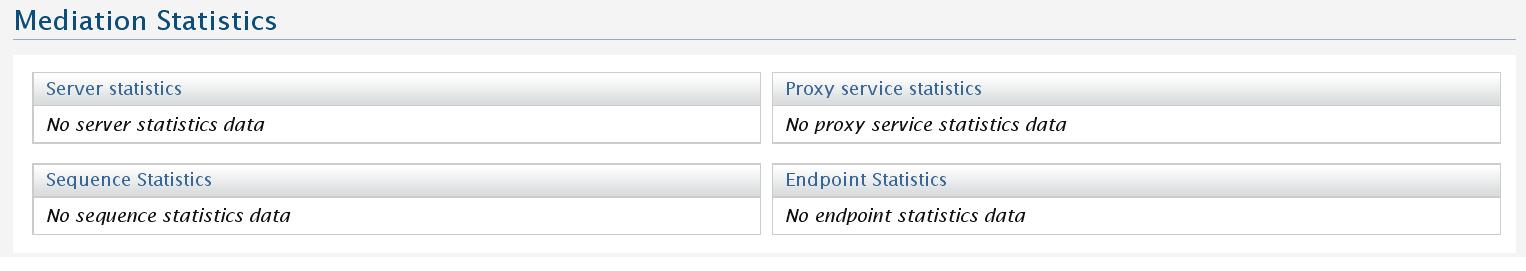 Mediation Statistics
Server statistics
No server statistics data
Proxy service statistics
No proxy service statistics data
Sequence Statistics
No sequence statistics data
Endpoint Statistics
No endpoint statistics data